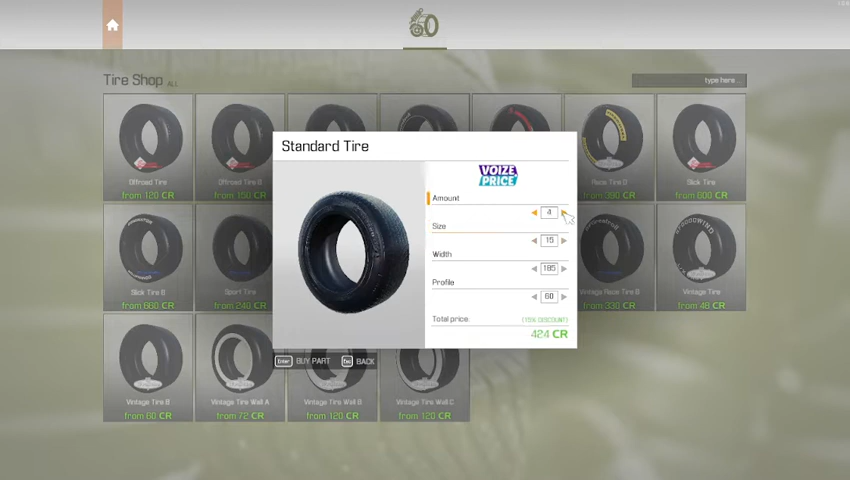 Tire Shop ALL
type here...
Offroad Tire
from 120 CR
Offroad Tire B
from 150 CR
Race Tire B
Slick Tire
from 600 CR
Slick Tire B
from 660 CR
Sport Tire
from 240 CR
Vintage Race Tire B
from 330 CR
Vintage Tire
from 48 CR
Vintage Tire B
from 60 CR
Vintage Tire Wall A
from 72 CR
Vintage Tire Wall B
from 120 CR
Vintage Tire Wall C
from 120 CR
Standard Tire
VOIZE
PRICE
Amount
4
Size
15
Width
185
Profile
60
Total price:
(15% DISCOUNT)
424 CR
Enter BUY PART
Esc BACK